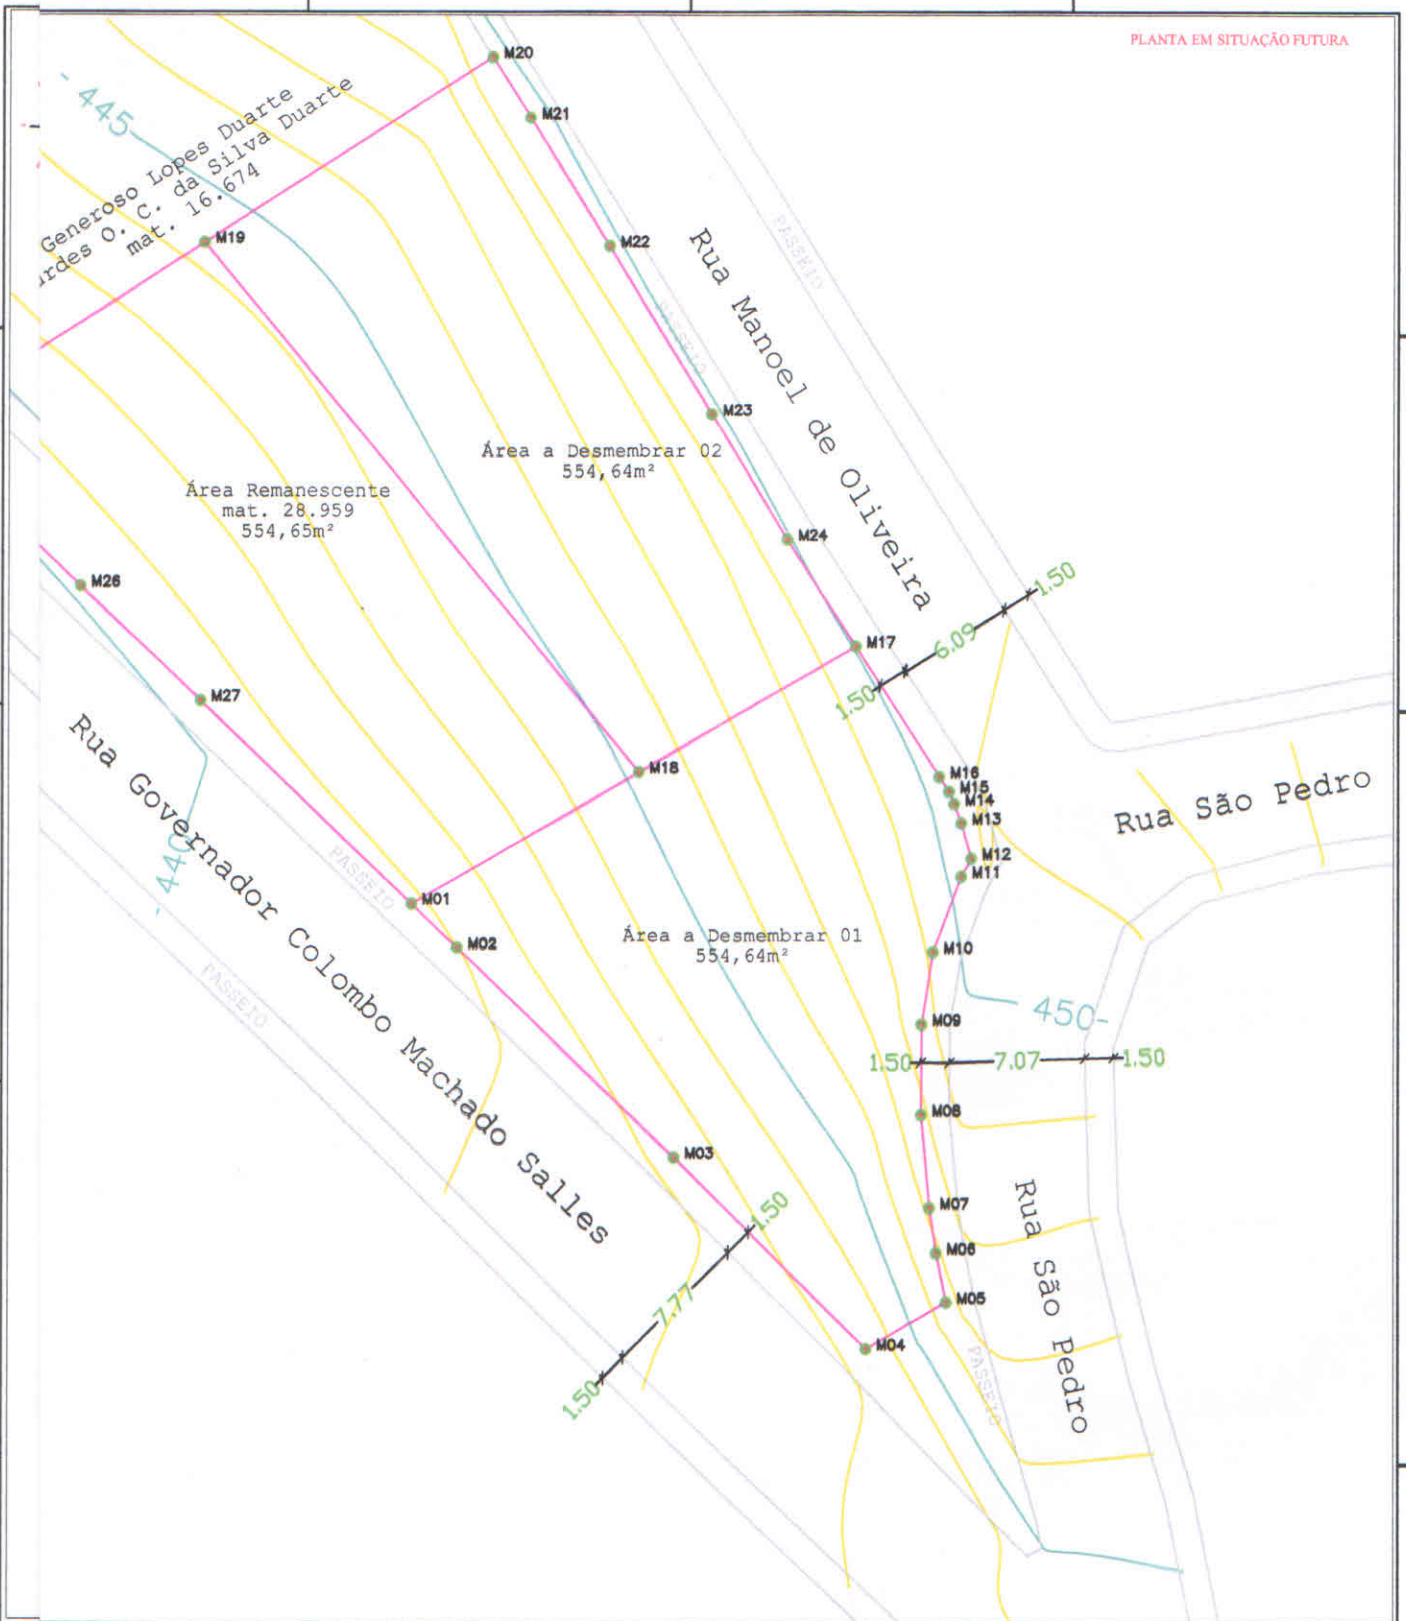 PLANTA EM SITUAÇÃO FUTURA
M20
M21
- 445
Generoso Lopes Duarte
O. C. da Silva Duarte
mat. 16.674
M19
M22
PASSEIO
Rua Manoel de Oliveira
PASSEIO
M23
Área a Desmembrar 02
554,64m²
Área Remanescente
mat. 28.959
554,65m²
M24
M26
1.50
6.09
1.50
M17
M27
M18
Rua São Pedro
M16
M15
M14
M13
M12
M11
Rua Governador Colombo Machado Salles
- 440
PASSEIO
M01
M02
Área a Desmembrar 01
554,64m²
M10
PASSEIO
450-
M09
1.50
7.07
1.50
M08
M03
M07
Rua São Pedro
1.50
7.77
1.50
M06
M05
M04
PASSEIO